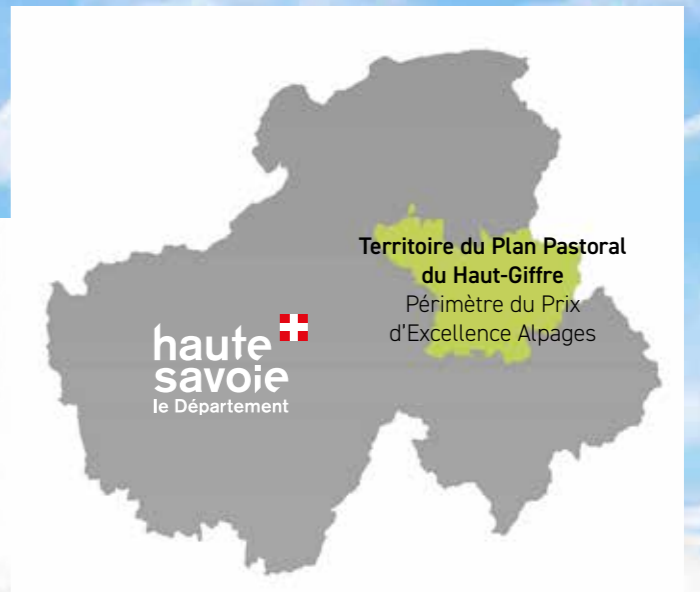 Territoire du Plan Pastoral
du Haut-Giffre
Périmètre du Prix
d'Excellence Alpages
haute
savoie
le Département